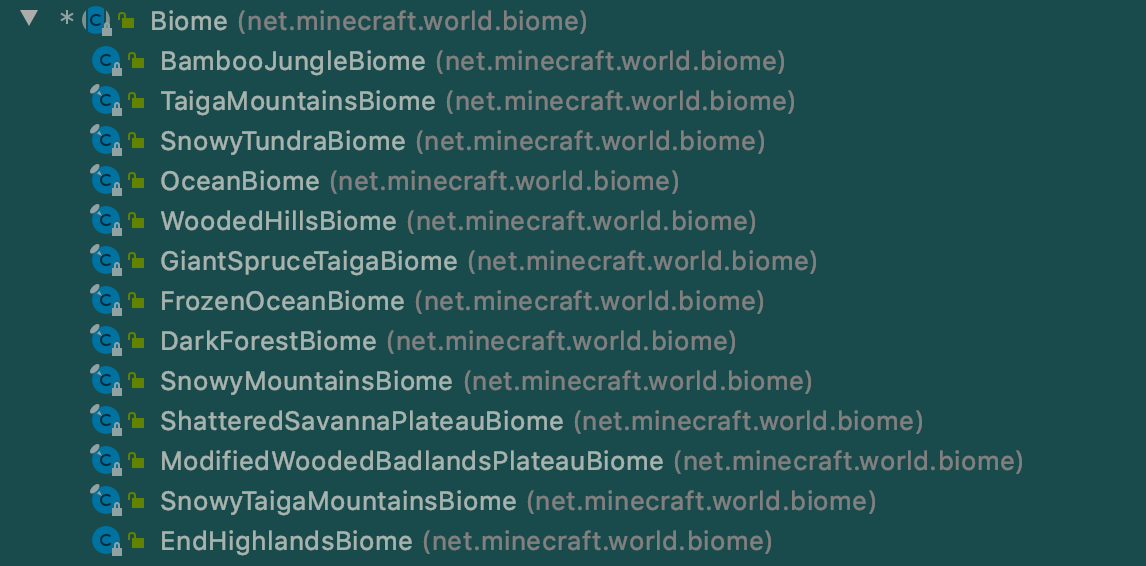 * C Biome (net.minecraft.world.biome)
C BambooJungleBiome (net.minecraft.world.biome)
C TaigaMountainsBiome (net.minecraft.world.biome)
C SnowyTundraBiome (net.minecraft.world.biome)
C OceanBiome (net.minecraft.world.biome)
C WoodedHillsBiome (net.minecraft.world.biome)
C GiantSpruceTaigaBiome (net.minecraft.world.biome)
C FrozenOceanBiome (net.minecraft.world.biome)
C DarkForestBiome (net.minecraft.world.biome)
C SnowyMountainsBiome (net.minecraft.world.biome)
C ShatteredSavannaPlateauBiome (net.minecraft.world.biome)
C ModifiedWoodedBadlandsPlateauBiome (net.minecraft.world.biome)
C SnowyTaigaMountainsBiome (net.minecraft.world.biome)
C EndHighlandsBiome (net.minecraft.world.biome)